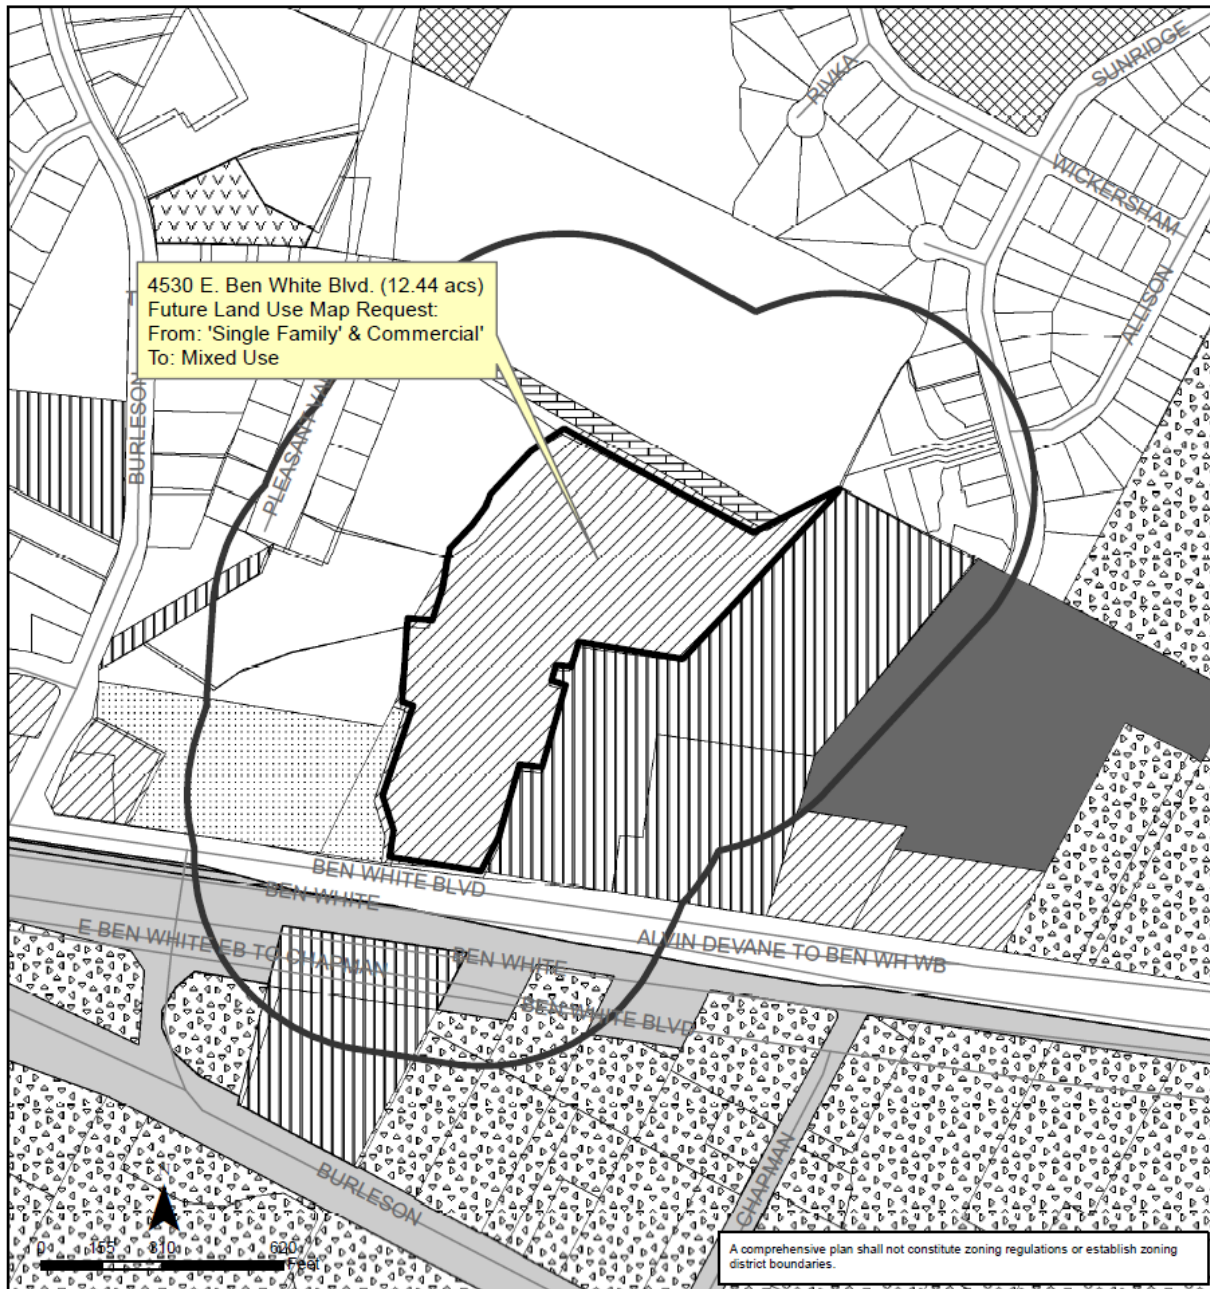 SUNRIDGE
RIVKA
WICKERSHAM
ALLISON
4530 E. Ben White Blvd. (12.44 acs)
Future Land Use Map Request:
From: 'Single Family' & Commercial'
To: Mixed Use
BURLESON
PLEASANT VA
BEN WHITE BLVD
BEN WHITE
E BEN WHITE EB TO CHAPMAN
BEN WHITE
ALVIN DEVANE TO BEN WH WB
BEN WHITE BLVD
CHAPMAN
BURLESON
N
0 155 310 620
Feet
A comprehensive plan shall not constitute zoning regulations or establish zoning
district boundaries.